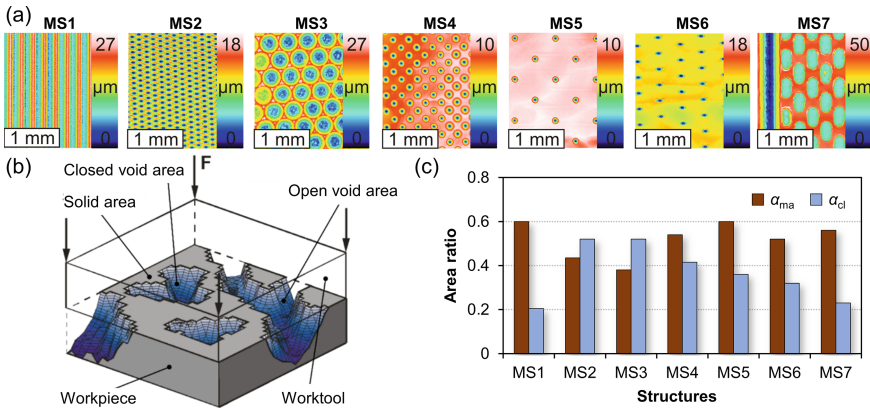 (a)
MS1 MS2 MS3 MS4 MS5 MS6 MS7
27 18 27 10 10 18 50
µm µm µm µm µm µm µm
0 0 0 0 0 0 0
1 mm 1 mm 1 mm 1 mm 1 mm 1 mm 1 mm
(b)
Closed void area
F
Solid area
Open void area
Workpiece
Worktool
(c)
0.8
αma αcl
0.6
Area ratio
0.4
0.2
0
MS1 MS2 MS3 MS4 MS5 MS6 MS7
Structures